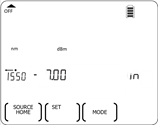 OFF
nm dBm
1550 - 7.00 in
SOURCE HOME
SET
MODE